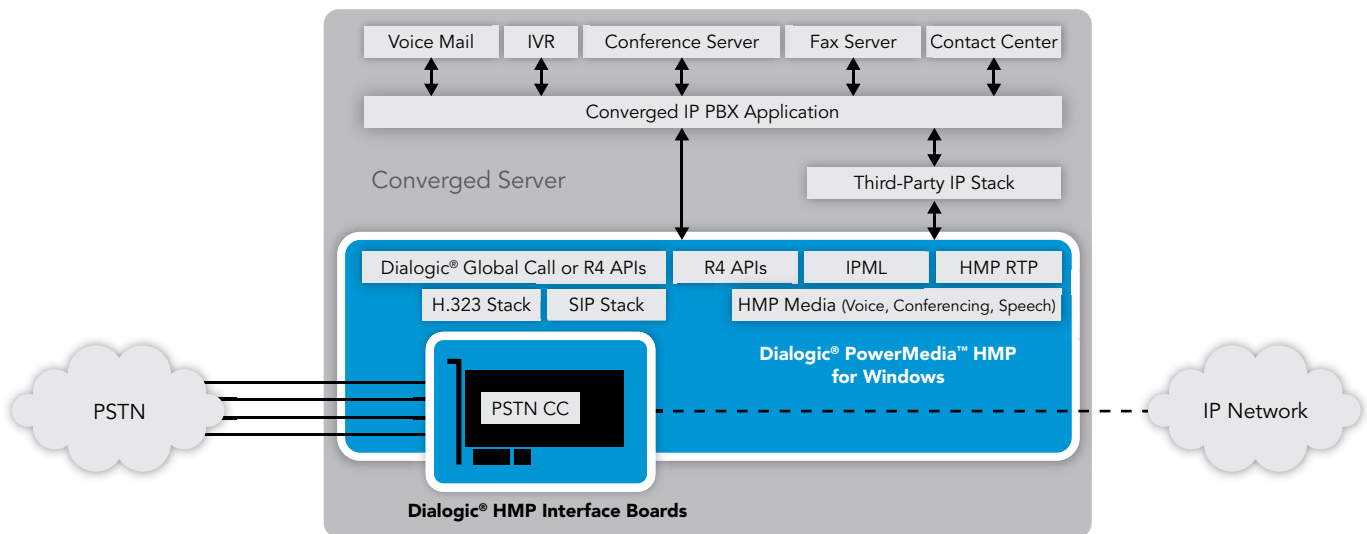 Voice Mail
IVR
Conference Server
Fax Server
Contact Center
Converged IP PBX Application
Converged Server
Third-Party IP Stack
Dialogic® Global Call or R4 APIs
R4 APIs
IPML
HMP RTP
H.323 Stack
SIP Stack
HMP Media (Voice, Conferencing, Speech)
Dialogic® PowerMedia™ HMP
for Windows
PSTN
PSTN CC
IP Network
Dialogic® HMP Interface Boards